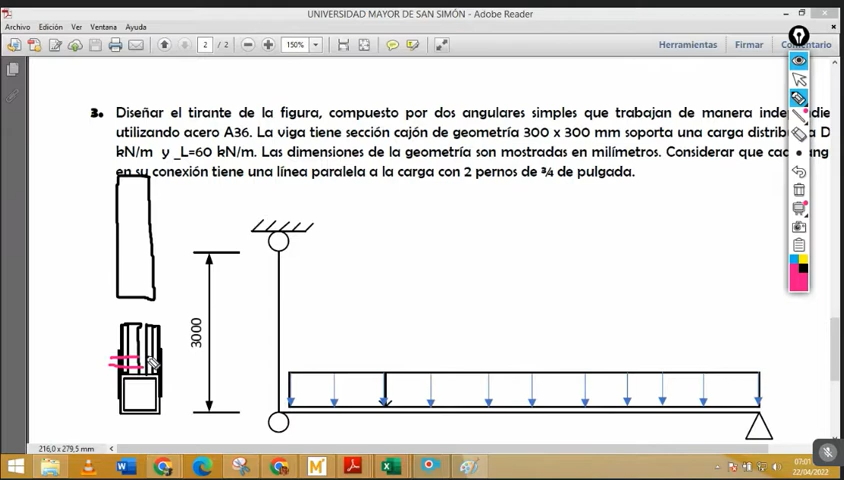 UNIVERSIDAD MAYOR DE SAN SIMÓN - Adobe Reader
Archivo Edición Ver Ventana Ayuda
2 / 2 150% Herramientas Firmar Comentario
3. Diseñar el tirante de la figura, compuesto por dos angulares simples que trabajan de manera inde die
utilizando acero A36. La viga tiene sección cajón de geometría 300 x 300 mm soporta una carga distrib a D
kN/m y _L=60 kN/m. Las dimensiones de la geometría son mostradas en milímetros. Considerar que cad ang
en su conexión tiene una línea paralela a la carga con 2 pernos de ¾ de pulgada.
3000
216,0 x 279,5 mm
07:01
22/04/2022